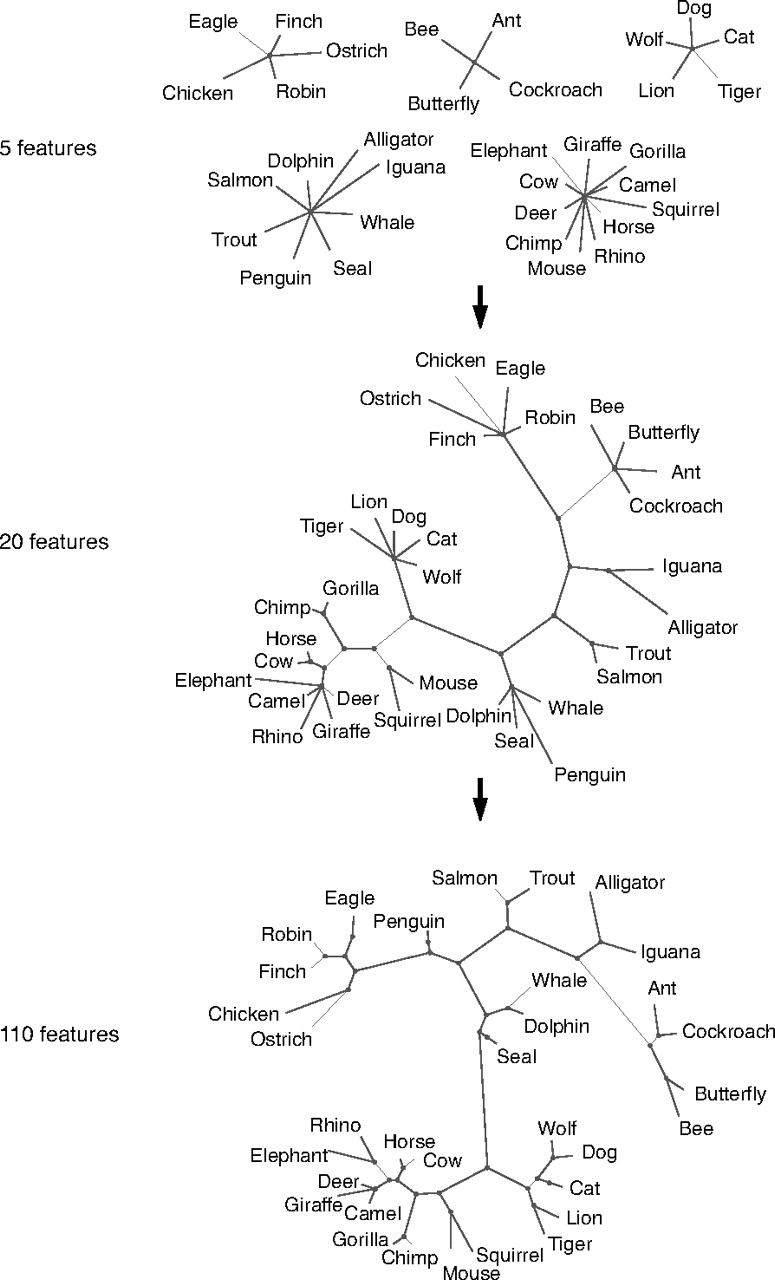 Eagle
Finch
Ostrich
Chicken
Robin
Bee
Ant
Butterfly
Cockroach
Dog
Wolf
Cat
Lion
Tiger
5 features
Alligator
Dolphin
Iguana
Salmon
Whale
Trout
Seal
Penguin
Elephant
Giraffe
Gorilla
Cow
Camel
Squirrel
Deer
Horse
Chimp
Rhino
Mouse
Chicken
Eagle
Ostrich
Robin
Finch
Bee
Butterfly
Ant
Cockroach
20 features
Lion
Dog
Tiger
Cat
Wolf
Iguana
Alligator
Gorilla
Chimp
Horse
Cow
Elephant
Camel
Deer
Rhino
Giraffe
Mouse
Squirrel
Trout
Salmon
Dolphin
Whale
Seal
Penguin
Salmon
Trout
Alligator
Eagle
Penguin
Robin
Iguana
Finch
Whale
Ant
Chicken
Dolphin
Cockroach
110 features
Ostrich
Seal
Butterfly
Bee
Rhino
Horse
Wolf
Elephant
Cow
Dog
Deer
Cat
Giraffe
Camel
Lion
Gorilla
Tiger
Chimp
Squirrel
Mouse